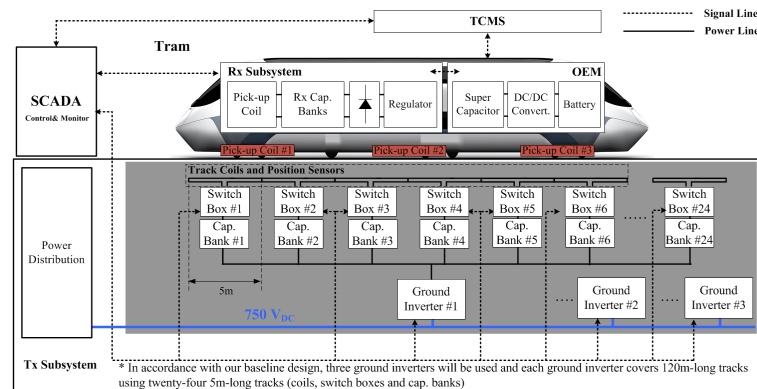 TCMS
Signal Line
Power Line
Tram
SCADA
Control& Monitor
Rx Subsystem
OEM
Pick-up
Coil
Rx Cap.
Banks
Regulator
Super
Capacitor
DC/DC
Convert.
Battery
Pick-up Coil #1
Pick-up Coil #2
Pick-up Coil #3
Track Coils and Position Sensors
Switch
Box #1
Switch
Box #2
Switch
Box #3
Switch
Box #4
Switch
Box #5
Switch
Box #6
......
Switch
Box #24
Cap.
Bank #1
Cap.
Bank #2
Cap.
Bank #3
Cap.
Bank #4
Cap.
Bank #5
Cap.
Bank #6
Cap.
Bank #24
Power
Distribution
5m
750 VDC
Ground
Inverter #1
....
Ground
Inverter #2
....
Ground
Inverter #3
Tx Subsystem
* In accordance with our baseline design, three ground inverters will be used and each ground inverter covers 120m-long tracks
using twenty-four 5m-long tracks (coils, switch boxes and cap. banks)